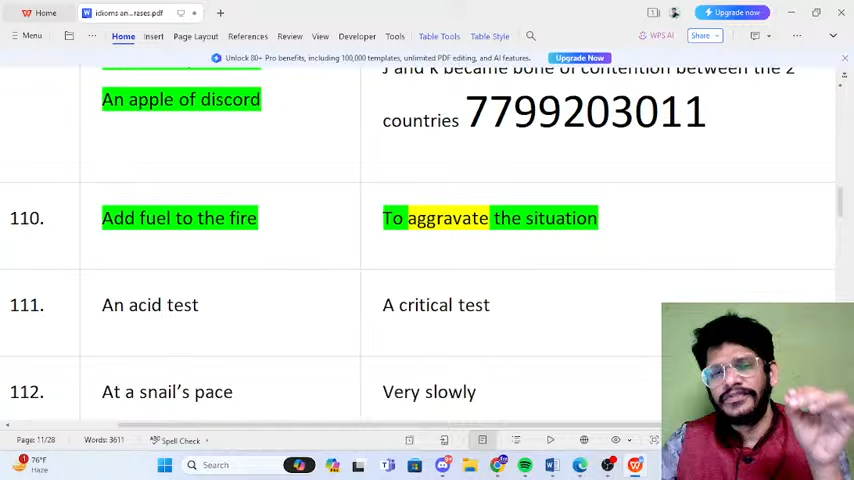 Home
idioms an...rases.pdf
Upgrade now
Menu
Home Insert Page Layout References Review View Developer Tools Table Tools Table Style
WPS AI Share
Unlock 80+ Pro benefits, including 100,000 templates, unlimited PDF editing, and AI features. Upgrade Now
J and K became bone of contention between the 2
An apple of discord
countries 7799203011
110. Add fuel to the fire To aggravate the situation
111. An acid test A critical test
112. At a snail's pace Very slowly
Page: 11/28 Words: 3611 Spell Check
76°F
Haze
Search